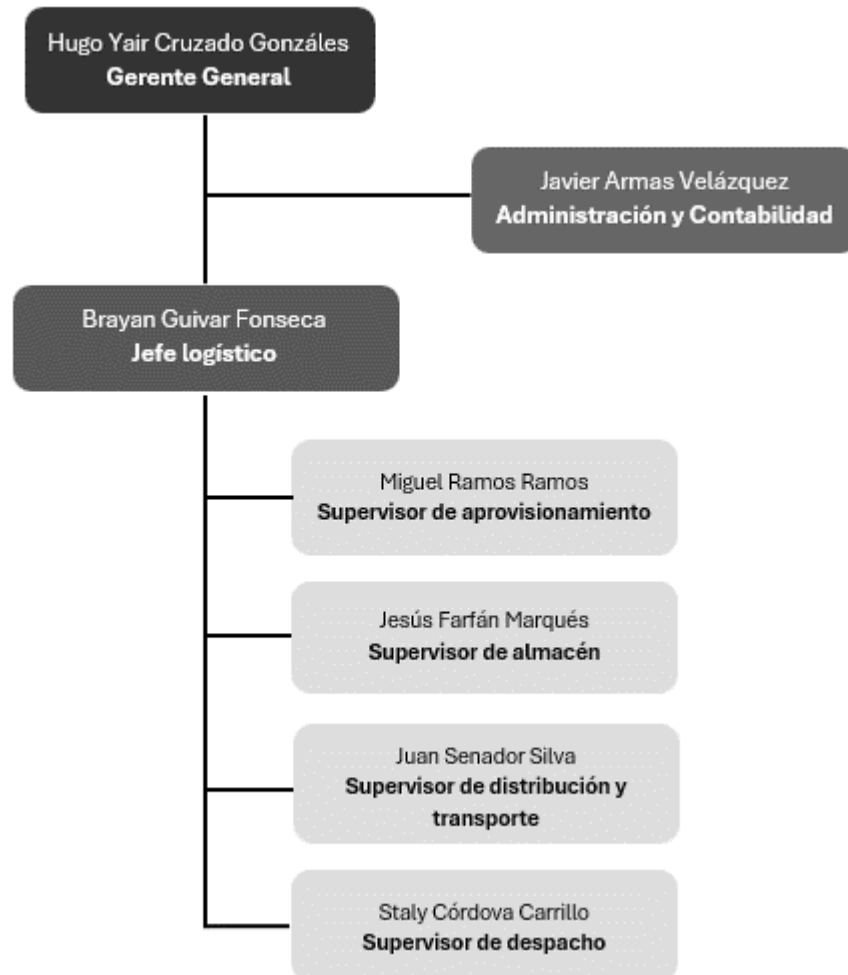 Hugo Yair Cruzado Gonzáles
Gerente General
Javier Armas Velázquez
Administración y Contabilidad
Brayan Guivar Fonseca
Jefe logístico
Miguel Ramos Ramos
Supervisor de aprovisionamiento
Jesús Farfán Marqués
Supervisor de almacén
Juan Senador Silva
Supervisor de distribución y
transporte
Staly Córdova Carrillo
Supervisor de despacho